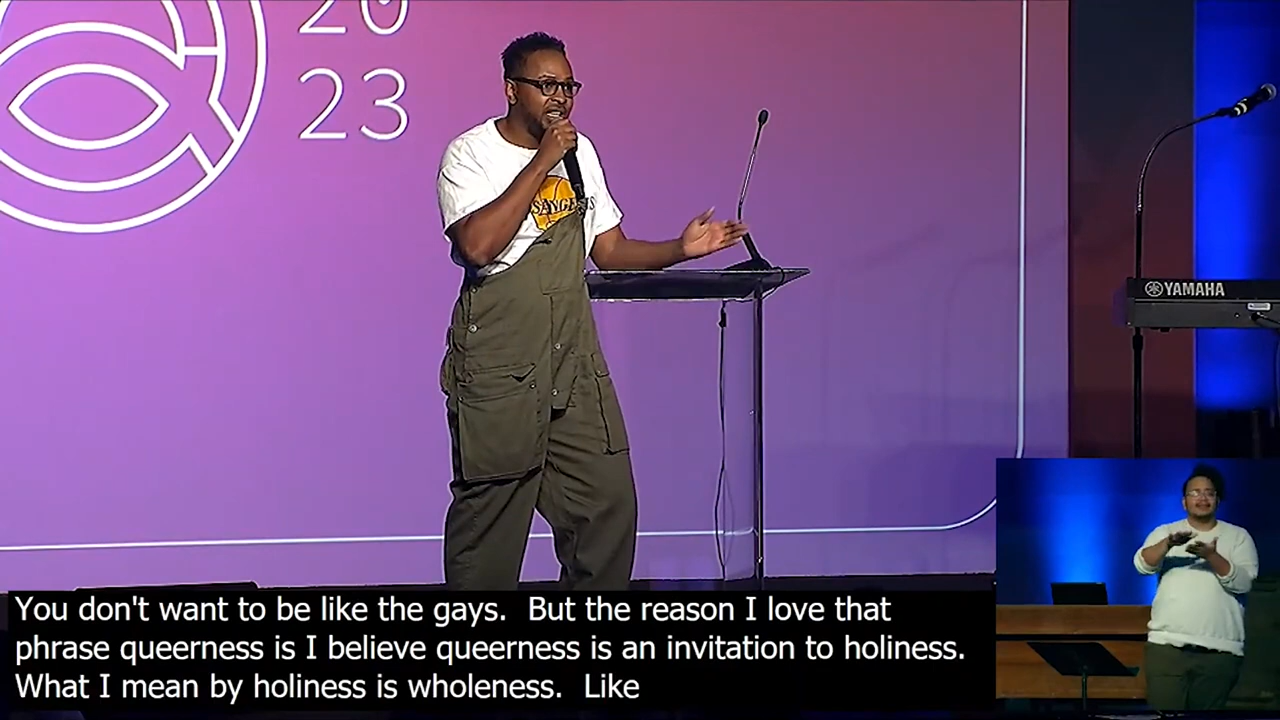 20
23
SAYGE
YAMAHA
You don't want to be like the gays.  But the reason I love that
phrase queerness is I believe queerness is an invitation to holiness.
What I mean by holiness is wholeness.  Like